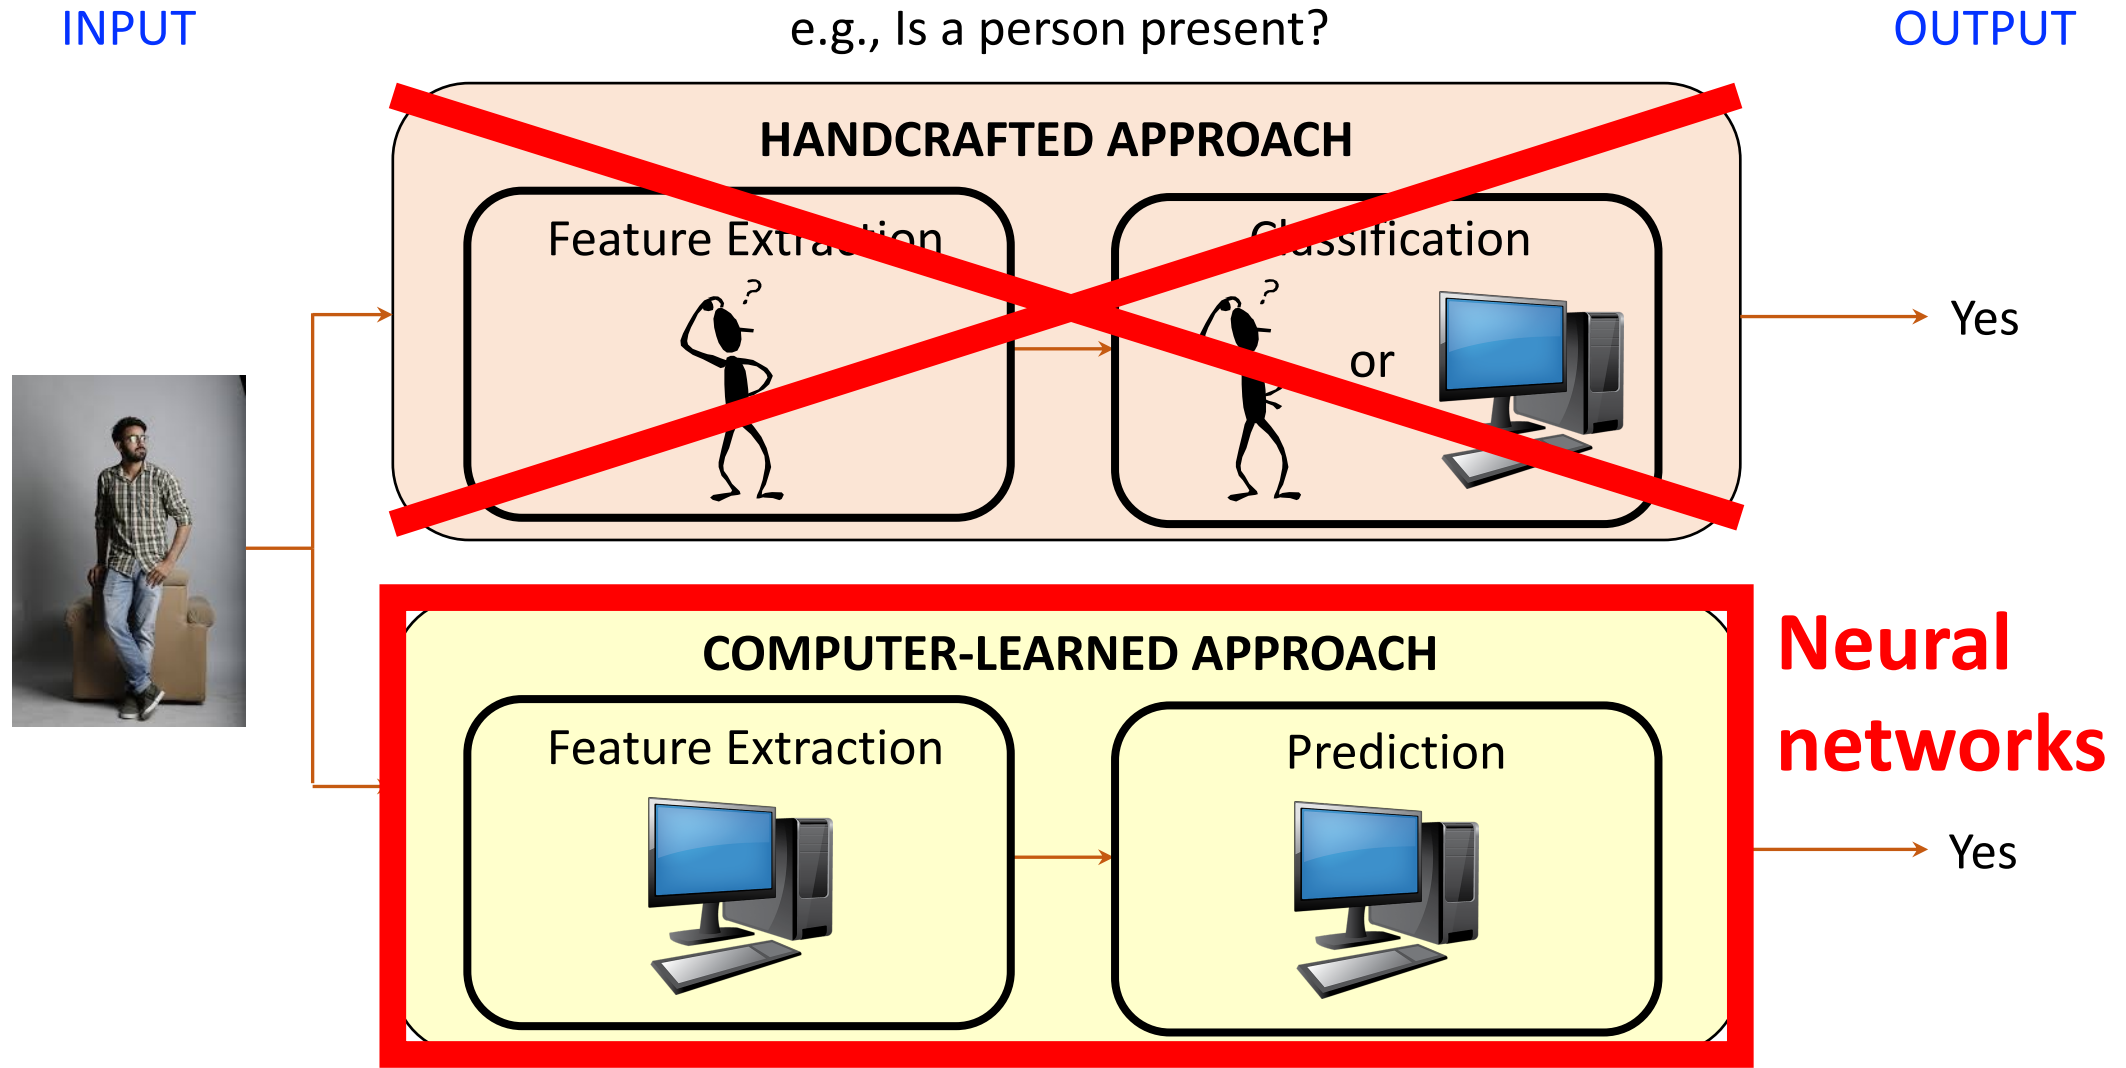 INPUT
e.g., Is a person present?
OUTPUT
HANDCRAFTED APPROACH
Feature Extraction
Classification
?
?
or
Yes
COMPUTER-LEARNED APPROACH
Neural
networks
Feature Extraction
Prediction
Yes